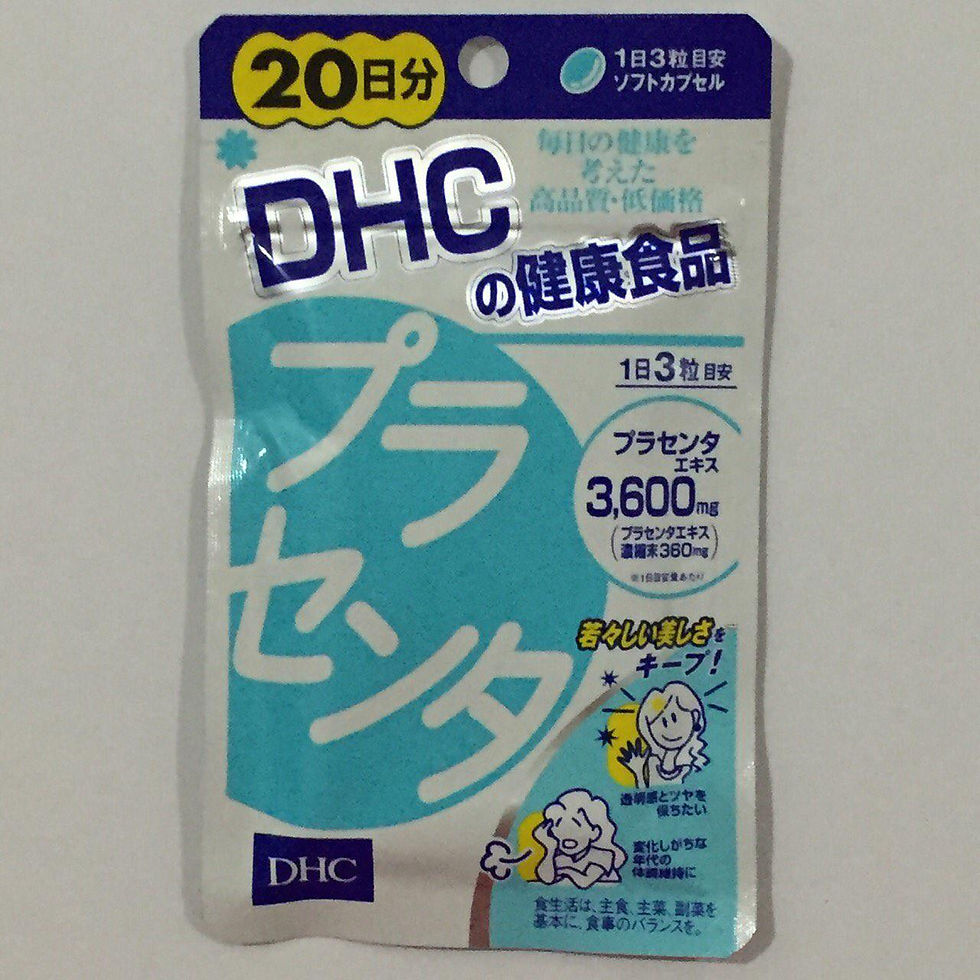 20日分
1日3粒目安
ソフトカプセル
毎日の健康を
考えた
高品質・低価格
DHC
の健康食品
プラ
センタ
1日3粒目安
プラセンタ
エキス
3,600mg
(プラセンタエキス
濃縮末360mg)
※1日目安量あたり
若々しい美しさを
キープ!
透明感とツヤを
保ちたい
変化しがちな
年代の
体調維持に
DHC
食生活は、主食、主菜、副菜を
基本に、食事のバランスを。